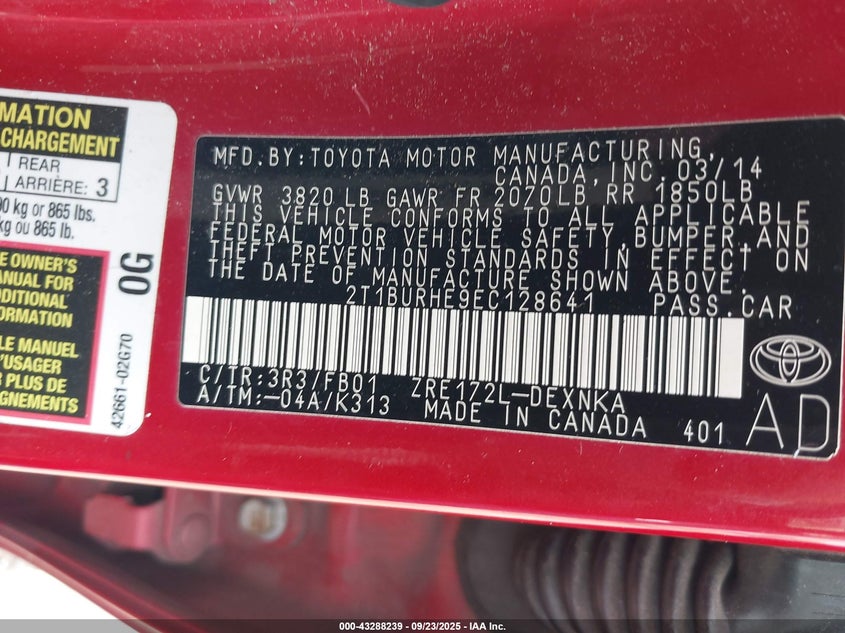 MATION
CHARGEMENT
REAR
ARRIÈRE: 3
kg or 865 lbs.
kg ou 865 lb.
E OWNER'S
MANUAL FOR
DDITIONAL
FORMATION
LE MANUEL
D'USAGER
R PLUS DE
GNEMENTS
0G
42661-02G70
MFD. BY: TOYOTA MOTOR MANUFACTURING,
CANADA, INC. 03/14
GVWR 3820 LB GAWR FR 2070LB RR 1850LB
THIS VEHICLE CONFORMS TO ALL APPLICABLE
FEDERAL MOTOR VEHICLE SAFETY, BUMPER, AND
THEFT PREVENTION STANDARDS IN EFFECT ON
THE DATE OF MANUFACTURE SHOWN ABOVE.
2T1BURHE9EC128641 PASS.CAR
C/TR:3R3/FB01 ZRE172L-DEXNKA
A/TM:-04A/K313 MADE IN CANADA 401
AD
000-43288239 - 09/23/2025 - IAA Inc.